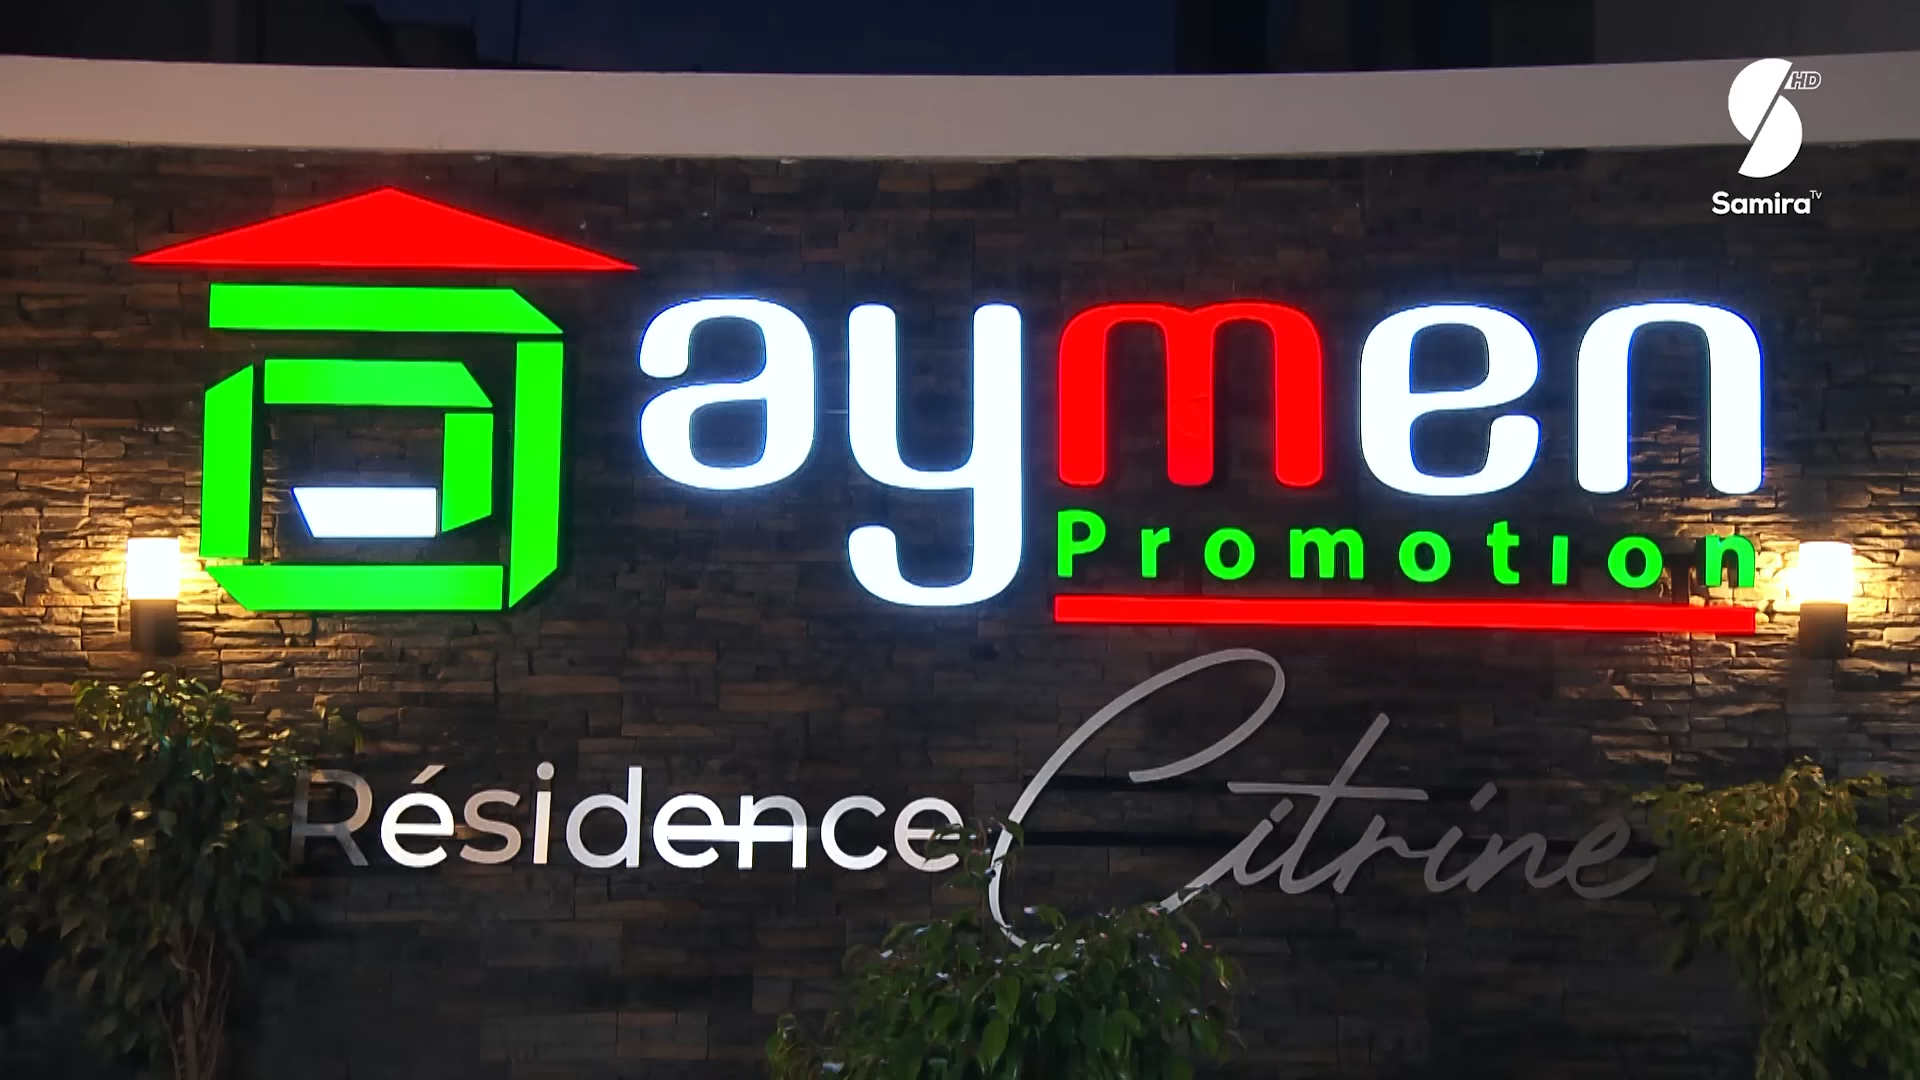 HD
Samira Tv
aymen
Promotion
Résidence Citrine